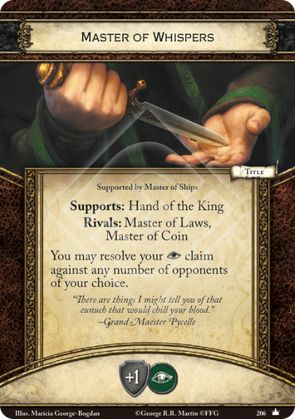 Master of Whispers
Title
Supported by Master of Ships
Supports: Hand of the King
Rivals: Master of Laws,
Master of Coin
You may resolve your claim
against any number of opponents
of your choice.
"There are things I might tell you of that
eunuch that would chill your blood."
–Grand Maester Pycelle
+1
Illus. Maricia George-Bogdan
©George R.R. Martin ©FFG
206